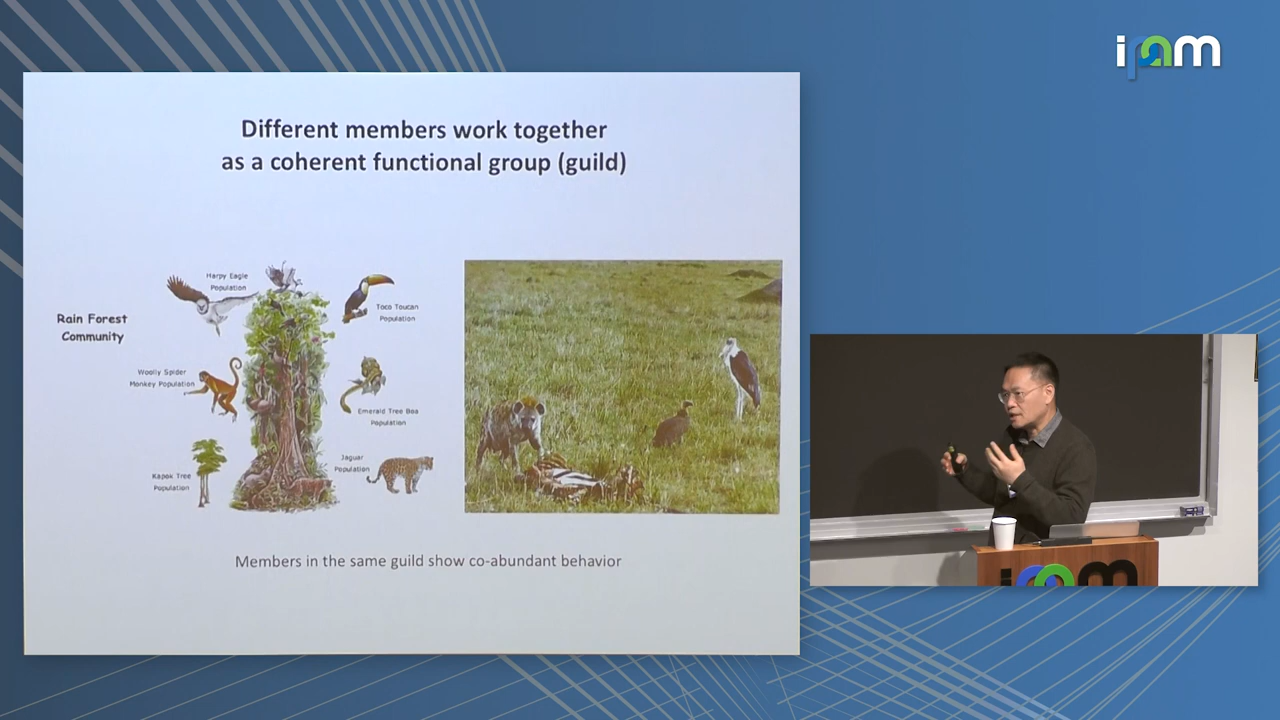 ipam
Different members work together
as a coherent functional group (guild)
Rain Forest
Community
Harpy Eagle
Population
Toco Toucan
Population
Woolly Spider
Monkey Population
Emerald Tree Boa
Population
Jaguar
Population
Kapok Tree
Population
Members in the same guild show co-abundant behavior
ipam